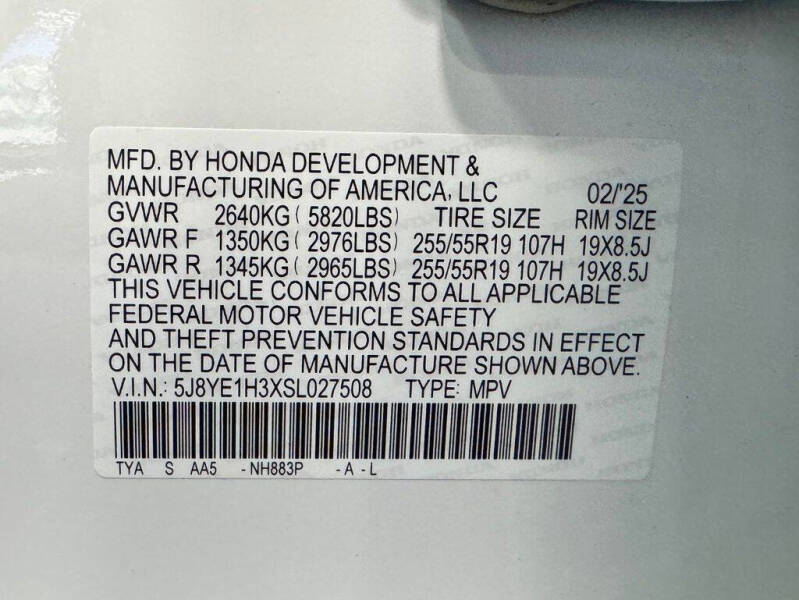 MFD. BY HONDA DEVELOPMENT &
MANUFACTURING OF AMERICA, LLC 02/'25
GVWR 2640KG ( 5820LBS) TIRE SIZE RIM SIZE
GAWR F 1350KG ( 2976LBS) 255/55R19 107H 19X8.5J
GAWR R 1345KG ( 2965LBS) 255/55R19 107H 19X8.5J
THIS VEHICLE CONFORMS TO ALL APPLICABLE
FEDERAL MOTOR VEHICLE SAFETY
AND THEFT PREVENTION STANDARDS IN EFFECT
ON THE DATE OF MANUFACTURE SHOWN ABOVE.
V.I.N.: 5J8YE1H3XSL027508 TYPE: MPV
TYA S AA5 -NH883P -A-L